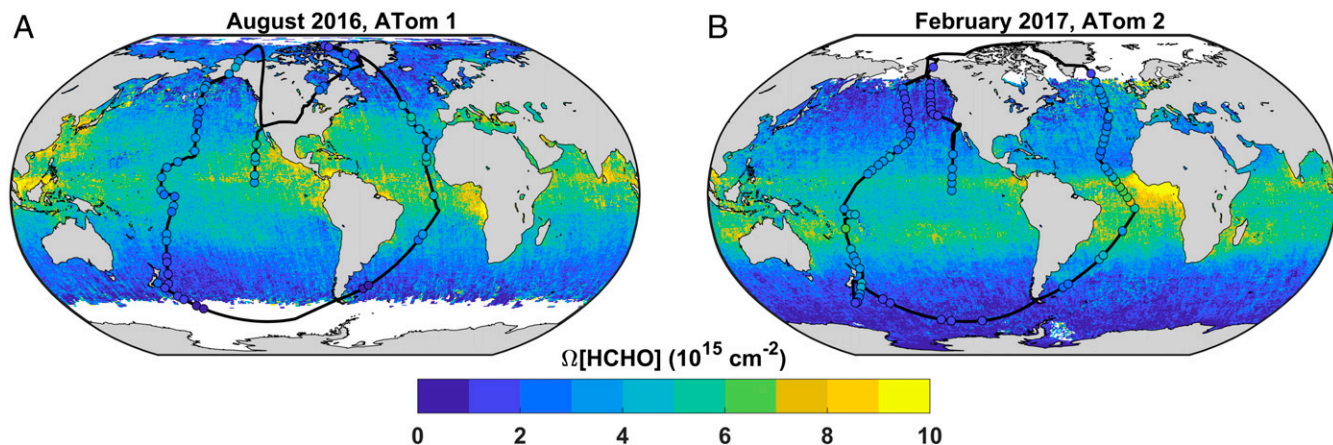 A
August 2016, ATom 1
B
February 2017, ATom 2
Ω[HCHO] (10¹⁵ cm⁻²)
0 2 4 6 8 10